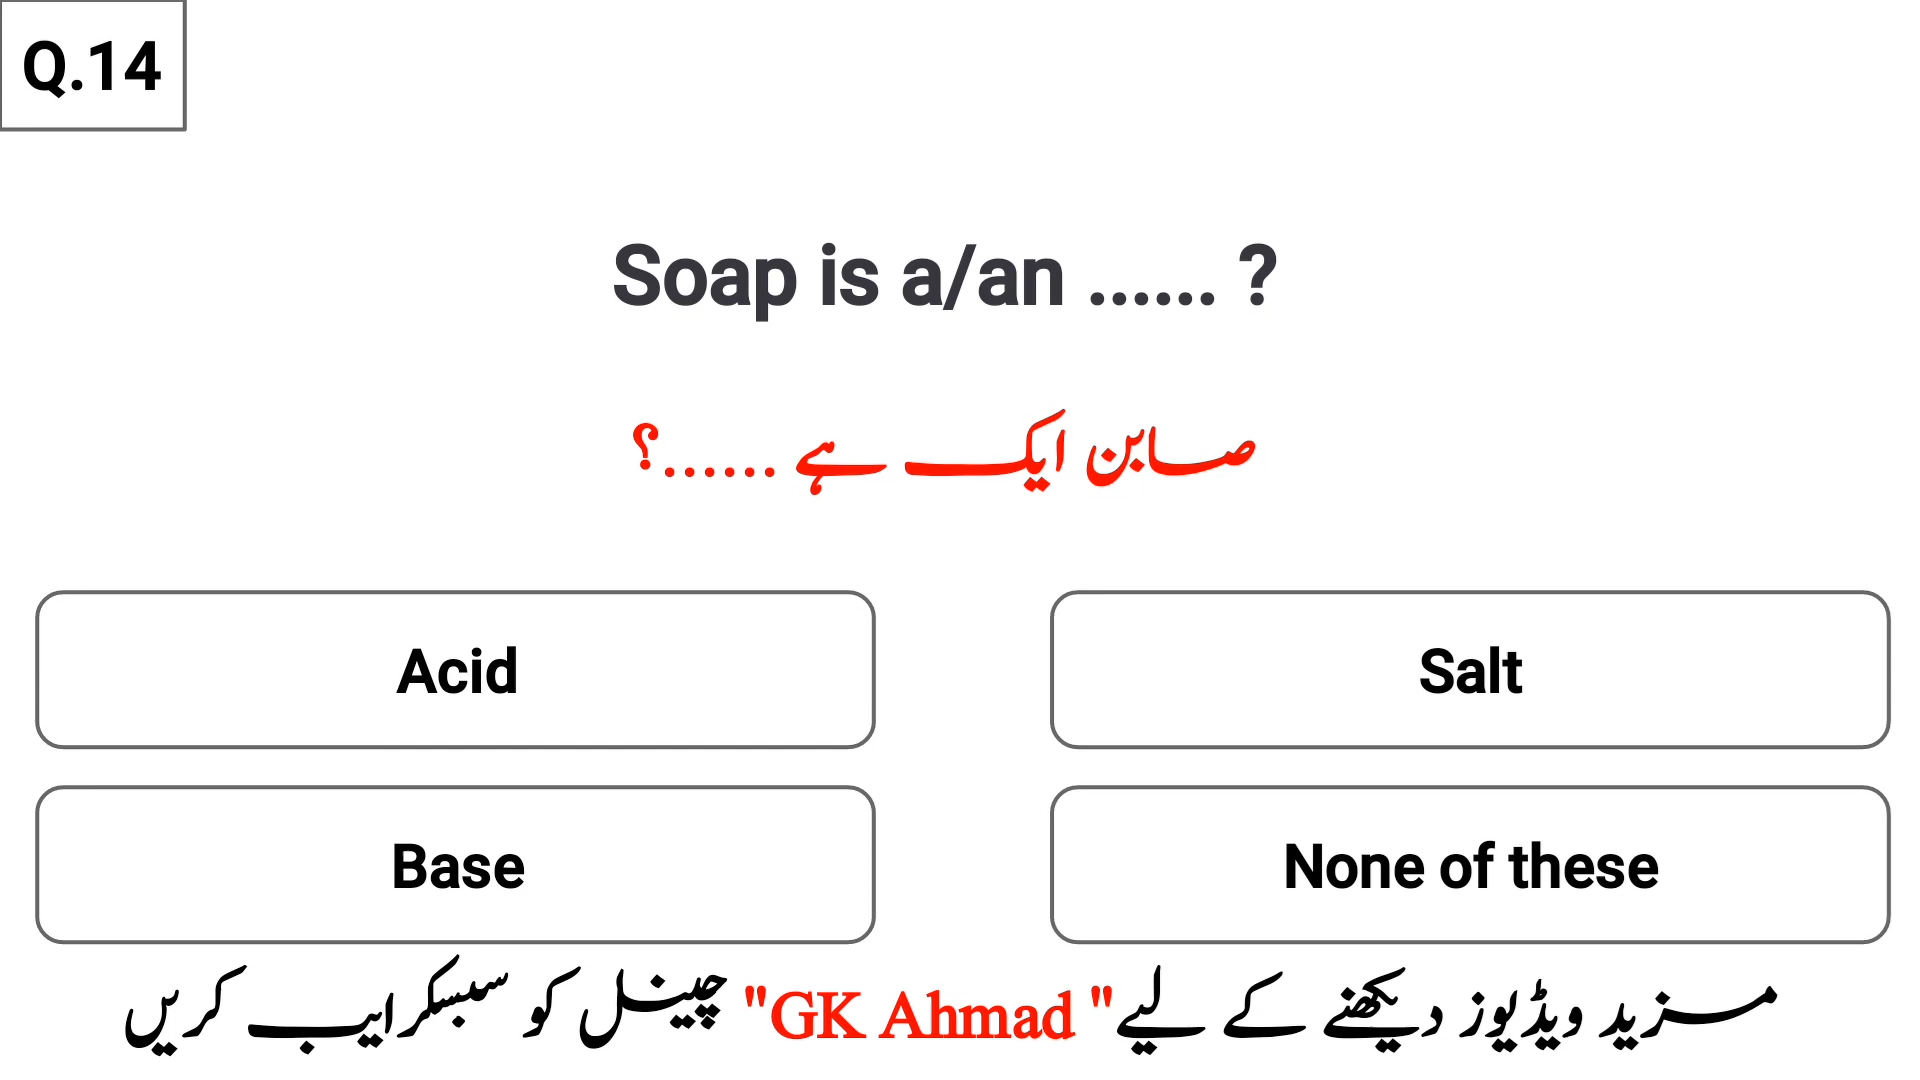 Q.14
Soap is a/an ...... ?
صابن ایک ہے ......؟
Acid
Salt
Base
None of these
مزید ویڈیوز دیکھنے کے لیے "GK Ahmad" چینل کو سبسکرایب کریں